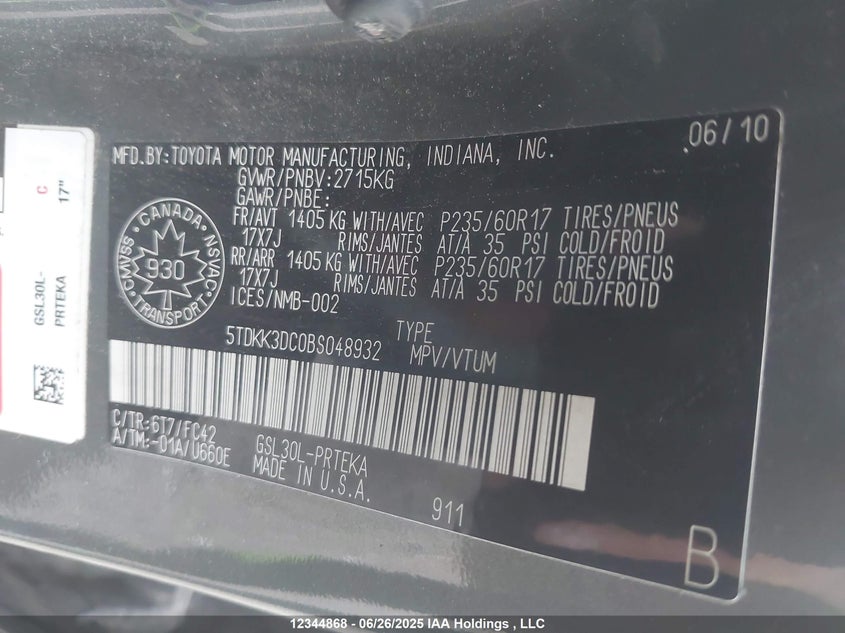 06/10
MFD.BY:TOYOTA MOTOR MANUFACTURING, INDIANA, INC.
GVWR/PNBV:2715KG
GAWR/PNBE:
FR/AVT 1405 KG WITH/AVEC P235/60R17 TIRES/PNEUS
17X7J RIMS/JANTES AT/A 35 PSI COLD/FROID
RR/ARR 1405 KG WITH/AVEC P235/60R17 TIRES/PNEUS
17X7J RIMS/JANTES AT/A 35 PSI COLD/FROID
ICES/NMB-002
CANADA
NSVAC
TRANSPORT
CMVSS
930
5TDKK3DC0BS048932
TYPE
MPV/VTUM
C/TR:6T7/FC42
A/TM:-01A/U660E
GSL30L-PRTEKA
MADE IN U.S.A.
911
B
C
17"
GSL30L-
PRTEKA
12344868 - 06/26/2025 IAA Holdings , LLC